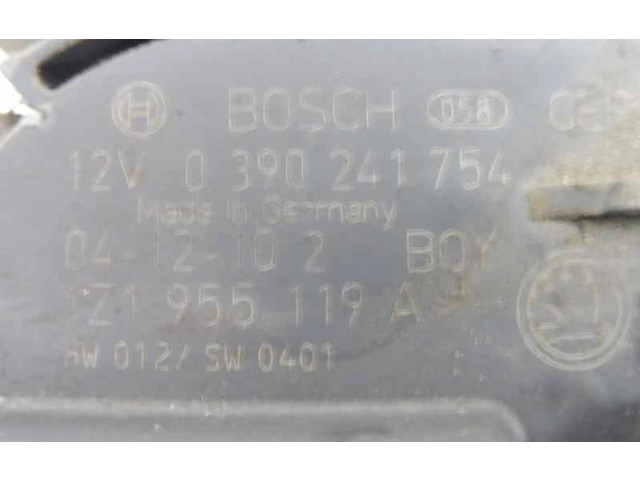 BOSCH 058
12V 0 390 241 754
Made in Germany
04-12-10 2 BOY
1Z1 955 119 A
HW 012/ SW 0401